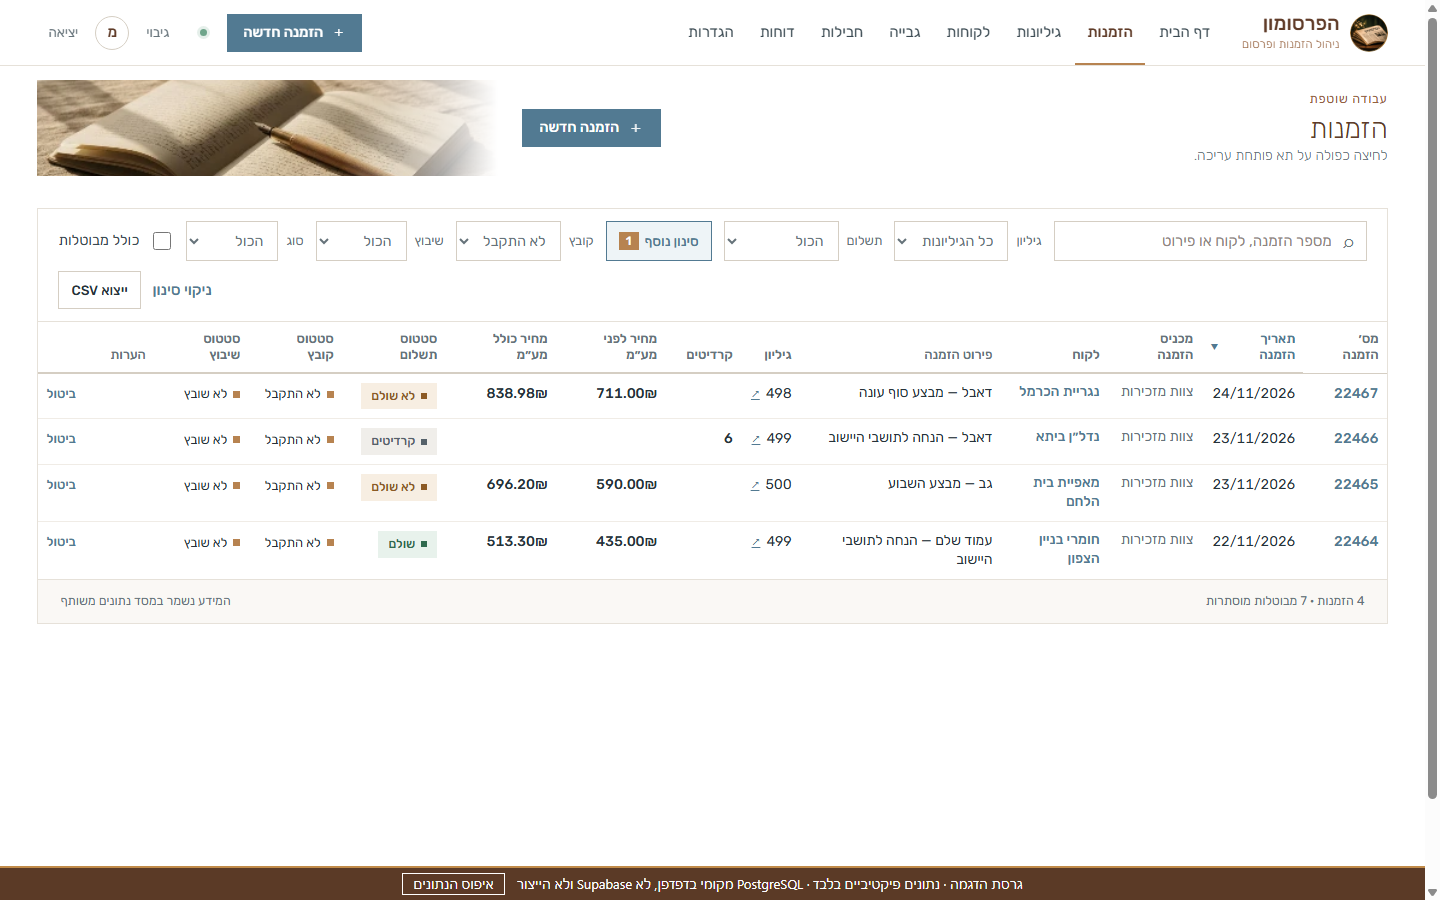 הפרסומון
ניהול הזמנות ופרסום
דף הבית
הזמנות
גיליונות
לקוחות
גבייה
חבילות
דוחות
הגדרות
+ הזמנה חדשה
גיבוי
מ
יציאה
עבודה שוטפת
הזמנות
לחיצה כפולה על תא פותחת עריכה.
+ הזמנה חדשה
מספר הזמנה, לקוח או פירוט
גיליון
כל הגיליונות
תשלום
הכול
סינון נוסף 1
קובץ
לא התקבל
שיבוץ
הכול
סוג
הכול
כולל מבוטלות
ניקוי סינון
ייצוא CSV
מס׳ הזמנה
תאריך הזמנה ▼
מכניס הזמנה
לקוח
פירוט הזמנה
גיליון
קרדיטים
מחיר לפני מע״מ
מחיר כולל מע״מ
סטטוס תשלום
סטטוס קובץ
סטטוס שיבוץ
הערות
22467 24/11/2026 צוות מזכירות נגריית הכרמל דאבל — מבצע סוף עונה 498 ↗ 711.00₪ 838.98₪ לא שולם לא התקבל לא שובץ ביטול
22466 23/11/2026 צוות מזכירות נדל״ן ביתא דאבל — הנחה לתושבי היישוב 499 ↗ 6 קרדיטים לא התקבל לא שובץ ביטול
22465 23/11/2026 צוות מזכירות מאפיית בית הלחם גב — מבצע השבוע 500 ↗ 590.00₪ 696.20₪ לא שולם לא התקבל לא שובץ ביטול
22464 22/11/2026 צוות מזכירות חומרי בניין הצפון עמוד שלם — הנחה לתושבי היישוב 499 ↗ 435.00₪ 513.30₪ שולם לא התקבל לא שובץ ביטול
4 הזמנות · 7 מבוטלות מוסתרות
המידע נשמר במסד נתונים משותף
גרסת הדגמה · נתונים פיקטיביים בלבד · PostgreSQL מקומי בדפדפן, לא Supabase ולא הייצור
איפוס הנתונים